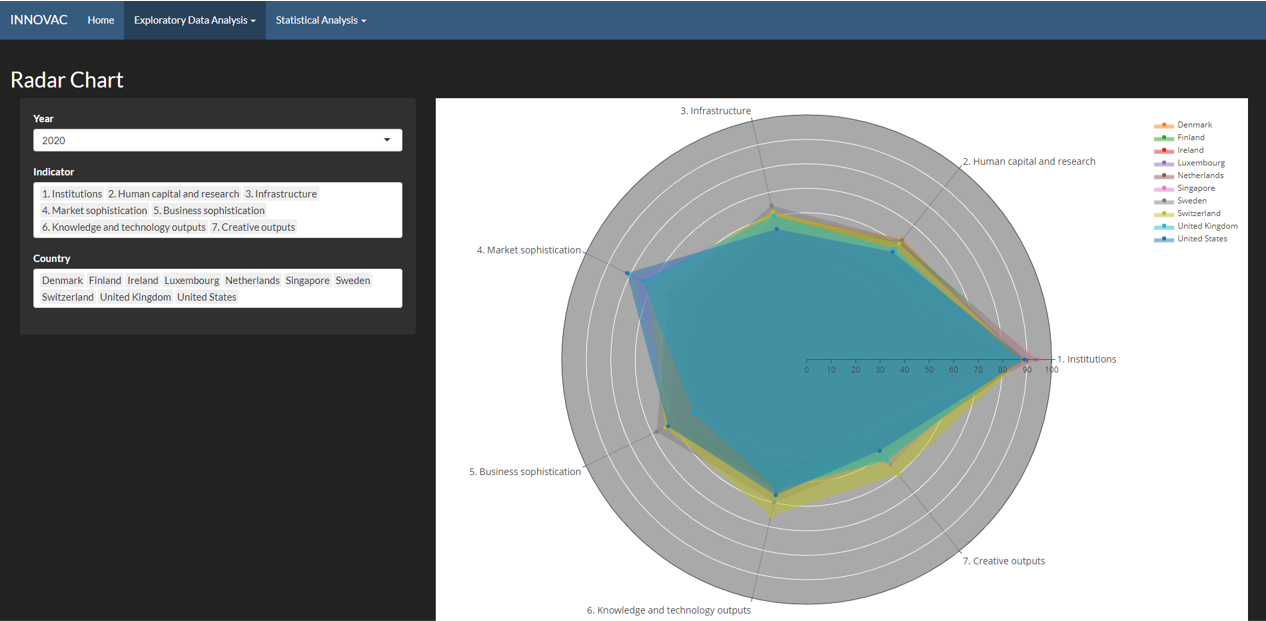 INNOVAC Home Exploratory Data Analysis Statistical Analysis
Radar Chart
Year
2020
Indicator
1. Institutions 2. Human capital and research 3. Infrastructure
4. Market sophistication 5. Business sophistication
6. Knowledge and technology outputs 7. Creative outputs
Country
Denmark Finland Ireland Luxembourg Netherlands Singapore Sweden
Switzerland United Kingdom United States
3. Infrastructure
2. Human capital and research
4. Market sophistication
1. Institutions
0 10 20 30 40 50 60 70 80 90 100
5. Business sophistication
7. Creative outputs
6. Knowledge and technology outputs
Denmark
Finland
Ireland
Luxembourg
Netherlands
Singapore
Sweden
Switzerland
United Kingdom
United States